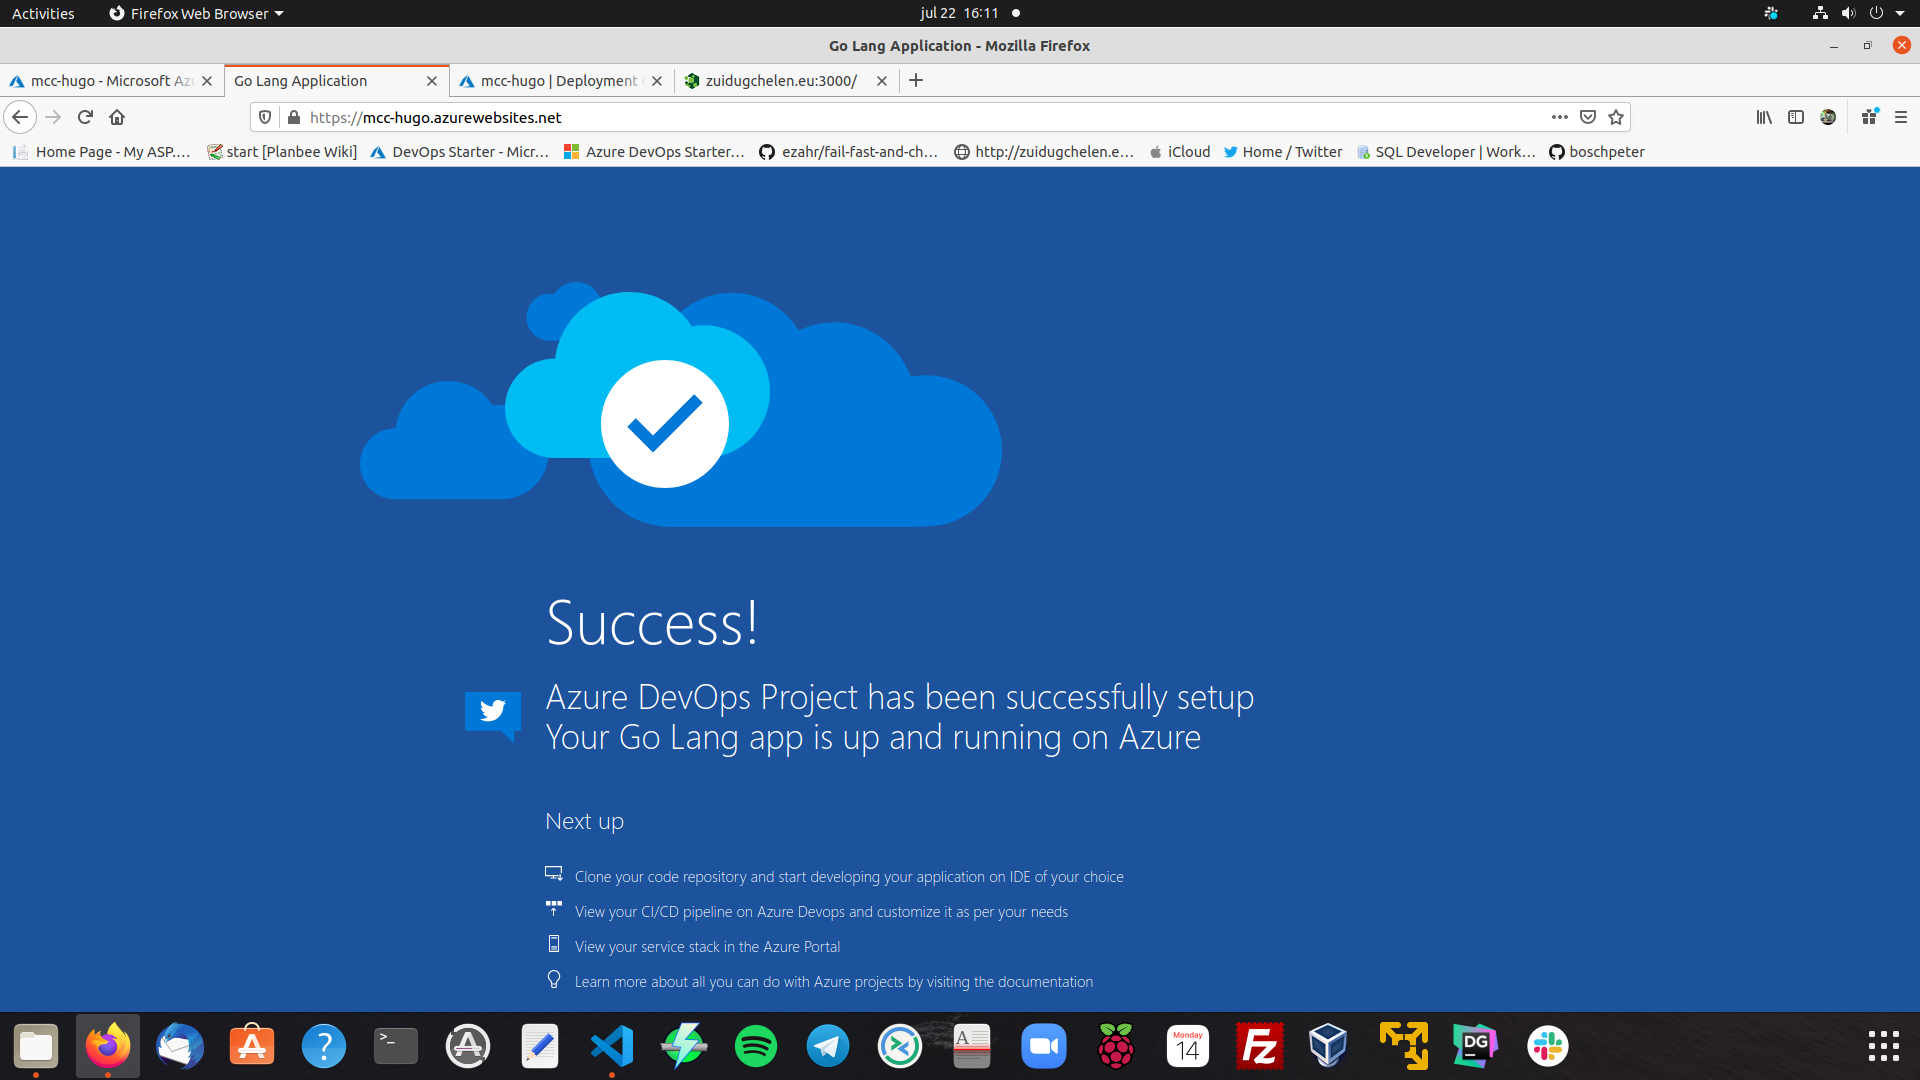 Activities
Firefox Web Browser
jul 22 16:11
Go Lang Application - Mozilla Firefox
mcc-hugo - Microsoft Az
Go Lang Application
mcc-hugo | Deployment
zuidugchelen.eu:3000/
https://mcc-hugo.azurewebsites.net
Home Page - My ASP....
start [Planbee Wiki]
DevOps Starter - Micr...
Azure DevOps Starter...
ezahr/fail-fast-and-ch...
http://zuidugchelen.e...
iCloud
Home / Twitter
SQL Developer | Work...
boschpeter
Success!
Azure DevOps Project has been successfully setup
Your Go Lang app is up and running on Azure
Next up
Clone your code repository and start developing your application on IDE of your choice
View your CI/CD pipeline on Azure Devops and customize it as per your needs
View your service stack in the Azure Portal
Learn more about all you can do with Azure projects by visiting the documentation
Monday
14
Fz
DG